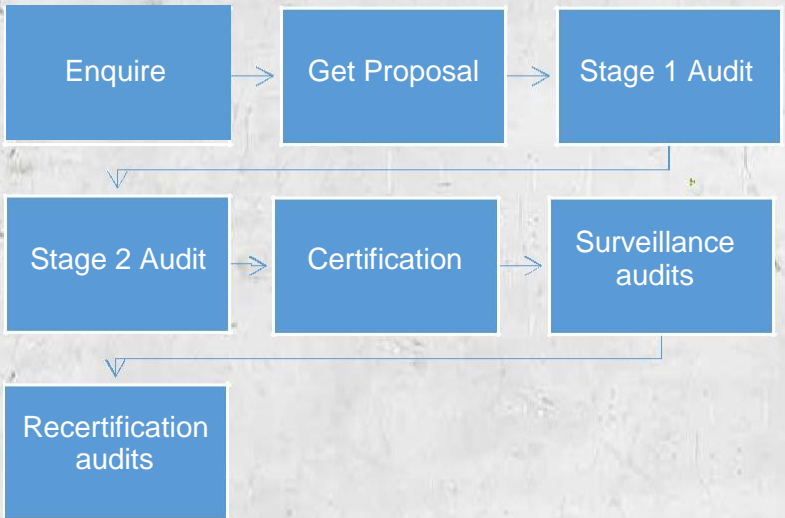 Enquire
Get Proposal
Stage 1 Audit
Stage 2 Audit
Certification
Surveillance
audits
Recertification
audits